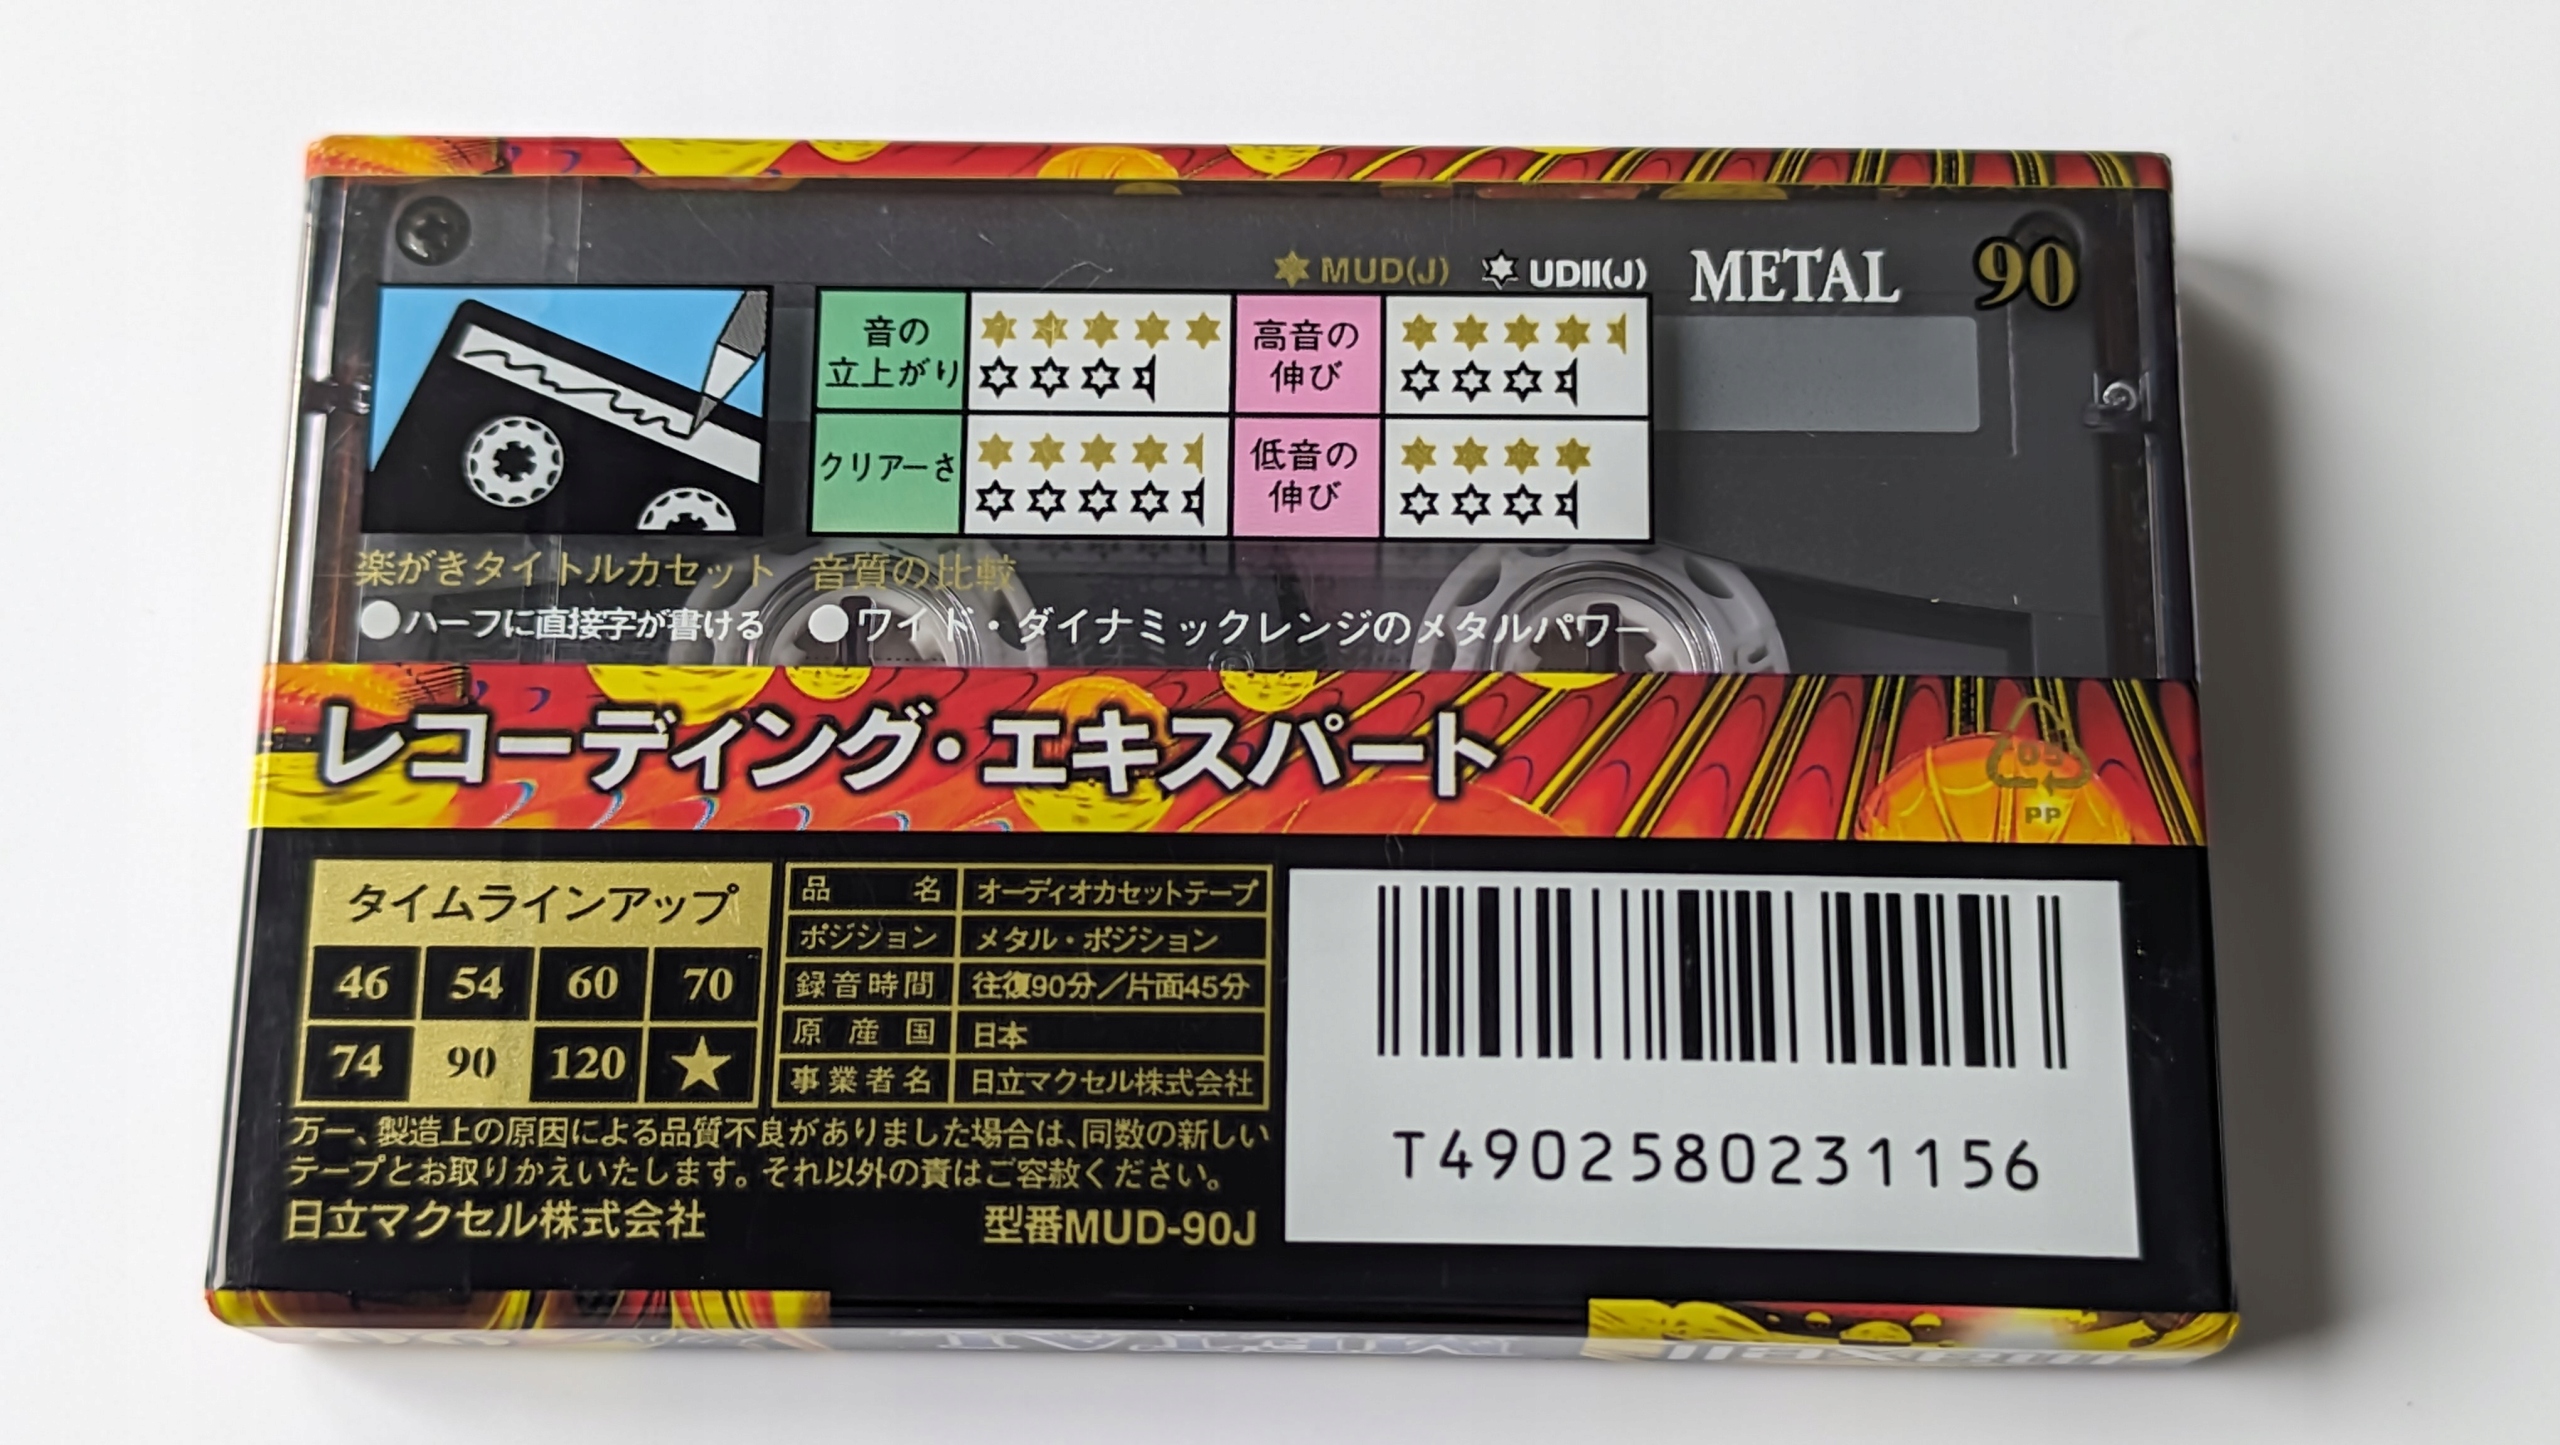 MUD(J) UDII(J) METAL 90
音の立上がり
高音の伸び
クリアーさ
低音の伸び
楽がきタイトルカセット 音質の比較
●ハーフに直接字が書ける ●ワイド・ダイナミックレンジのメタルパワー
レコーディング・エキスパート
05
PP
タイムラインアップ
46 54 60 70
74 90 120 ★
品名 オーディオカセットテープ
ポジション メタル・ポジション
録音時間 往復90分／片面45分
原産国 日本
事業者名 日立マクセル株式会社
万一、製造上の原因による品質不良がありました場合は、同数の新しい
テープとお取りかえいたします。それ以外の責はご容赦ください。
日立マクセル株式会社 型番MUD-90J
T4902580231156
METAL
maxell